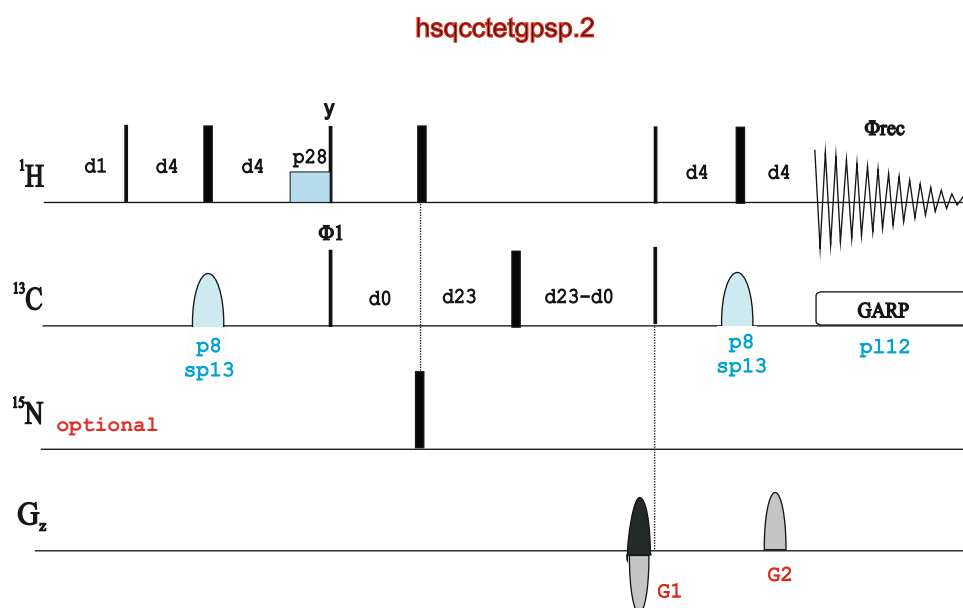 hsqcctetgpsp.2
y
Φrec
¹H d1 d4 d4 p28 d4 d4
Φ1
¹³C d0 d23 d23-d0 GARP
p8 p8 pl12
sp13 sp13
¹⁵N optional
Gz
G1 G2